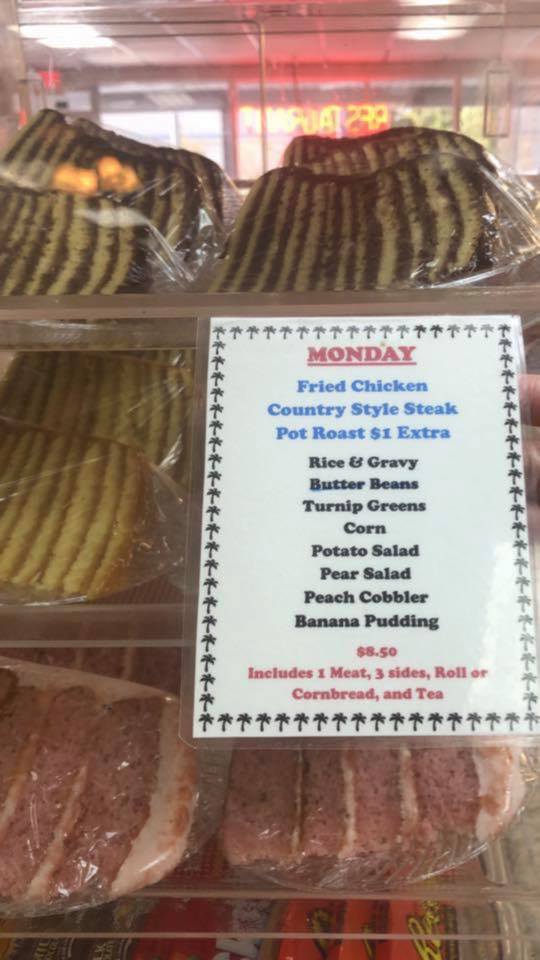 RESTAURANT
MONDAY
Fried Chicken
Country Style Steak
Pot Roast $1 Extra
Rice & Gravy
Butter Beans
Turnip Greens
Corn
Potato Salad
Pear Salad
Peach Cobbler
Banana Pudding
$8.50
Includes 1 Meat, 3 sides, Roll or
Cornbread, and Tea